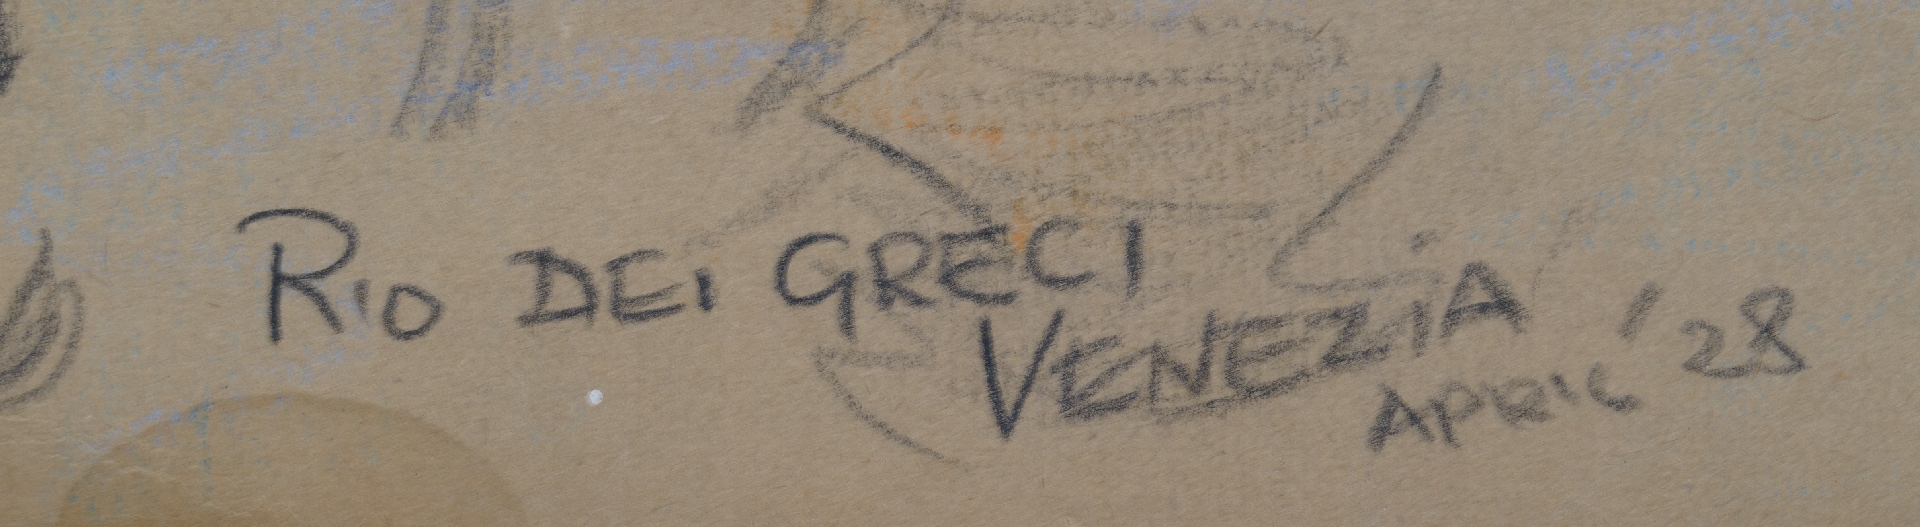 RIO DEI GRECI
VENEZIA
APRIL '28